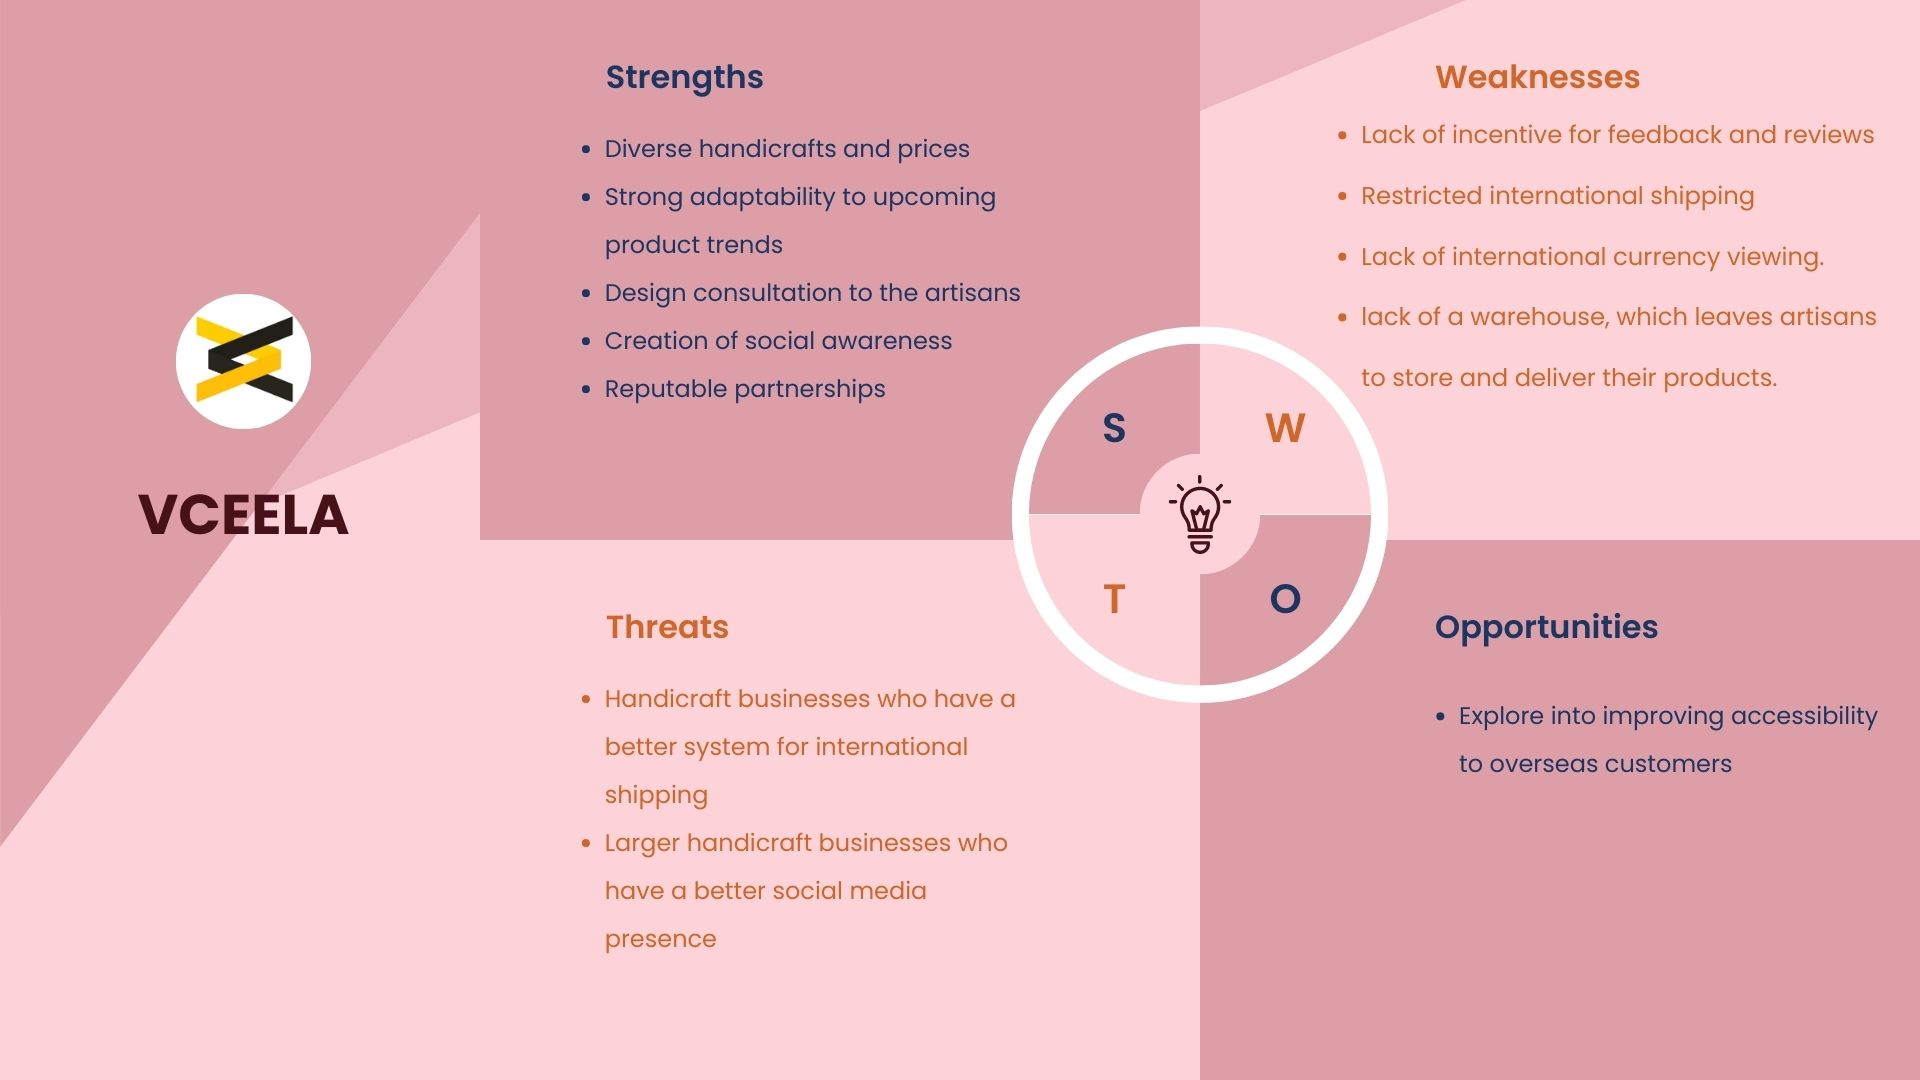 VCEELA
Strengths
• Diverse handicrafts and prices
• Strong adaptability to upcoming
product trends
• Design consultation to the artisans
• Creation of social awareness
• Reputable partnerships
Weaknesses
• Lack of incentive for feedback and reviews
• Restricted international shipping
• Lack of international currency viewing.
• lack of a warehouse, which leaves artisans
to store and deliver their products.
S
W
T
O
Threats
• Handicraft businesses who have a
better system for international
shipping
• Larger handicraft businesses who
have a better social media
presence
Opportunities
• Explore into improving accessibility
to overseas customers